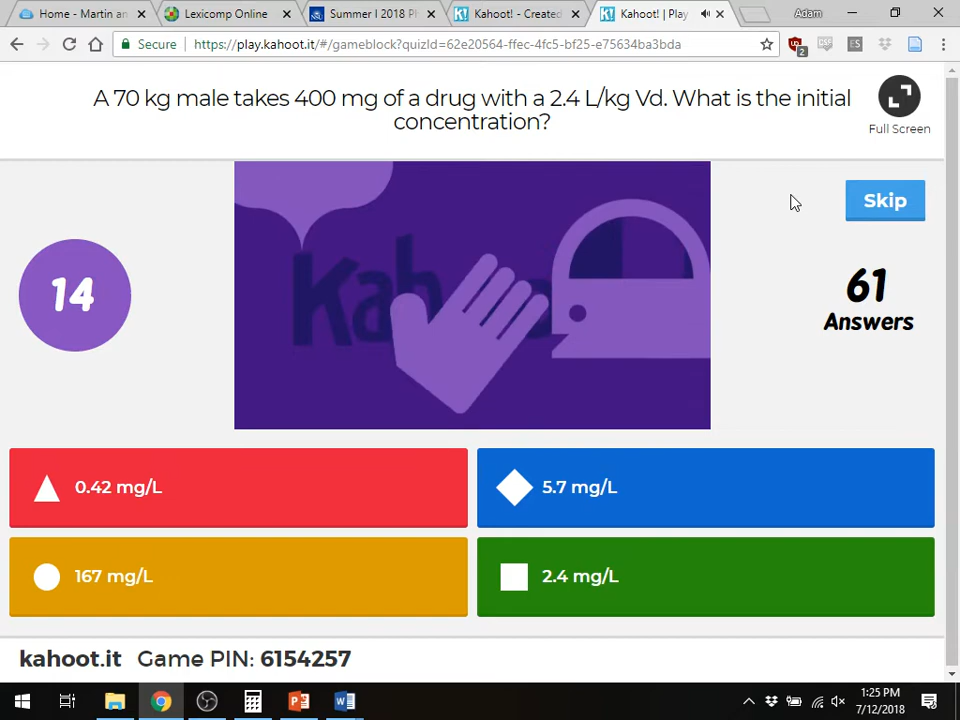 Home - Martin an
Lexicomp Online
Summer I 2018 Ph
Kahoot! - Created
Kahoot! | Play
Adam
Secure
https://play.kahoot.it/#/gameblock?quizId=62e20564-ffec-4fc5-bf25-e75634ba3bda
2
ES
A 70 kg male takes 400 mg of a drug with a 2.4 L/kg Vd. What is the initial
concentration?
Full Screen
Skip
14
Kah
61
Answers
0.42 mg/L
5.7 mg/L
167 mg/L
2.4 mg/L
kahoot.it Game PIN: 6154257
1:25 PM
7/12/2018